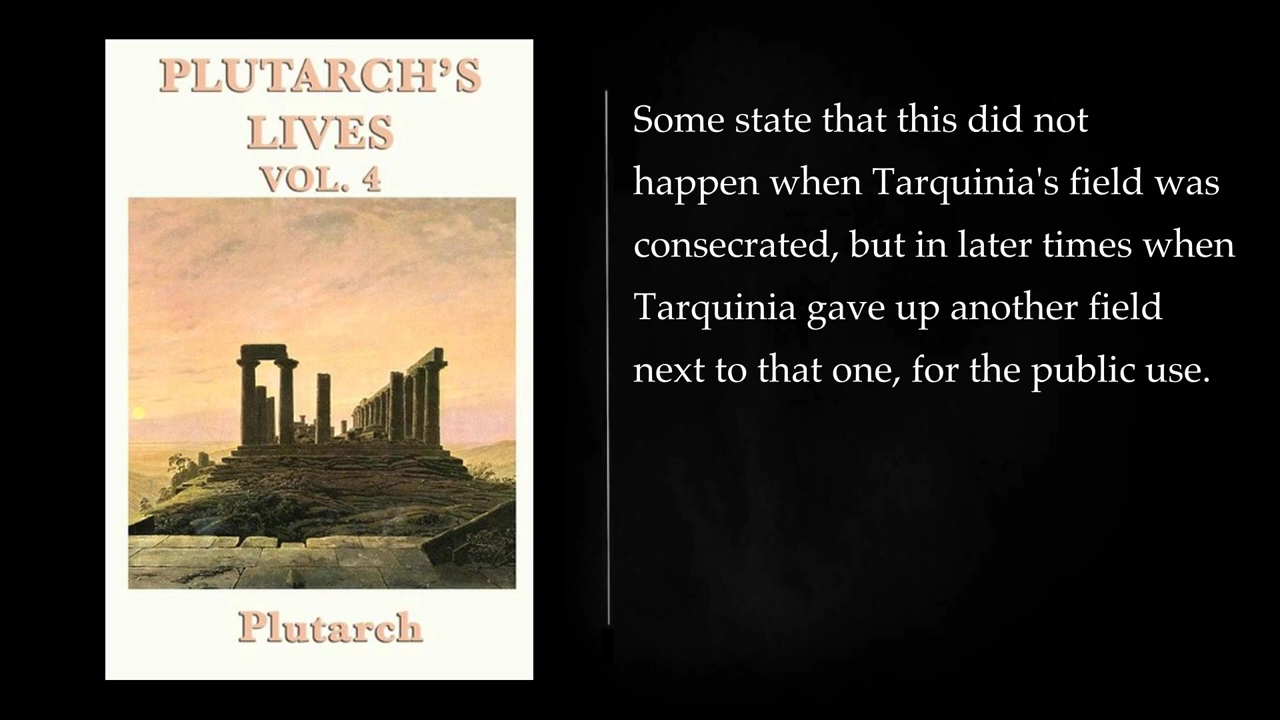 PLUTARCH'S
LIVES
VOL. 4
Plutarch
Some state that this did not
happen when Tarquinia's field was
consecrated, but in later times when
Tarquinia gave up another field
next to that one, for the public use.